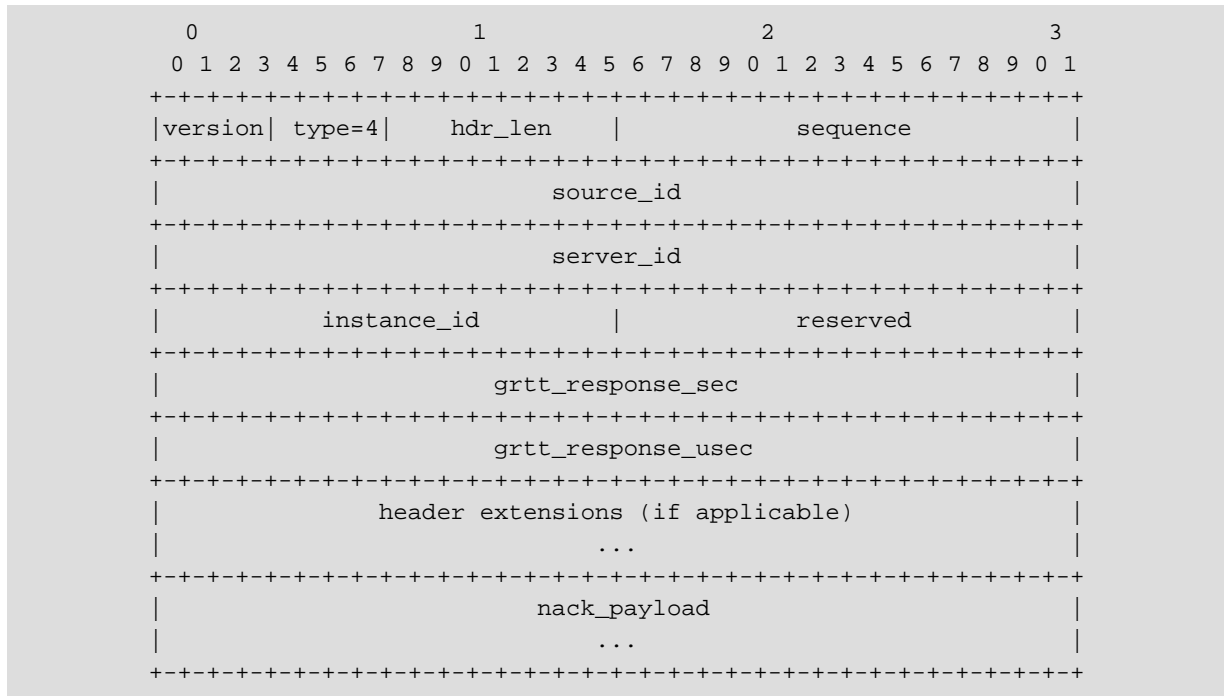 0                   1                   2                   3
0 1 2 3 4 5 6 7 8 9 0 1 2 3 4 5 6 7 8 9 0 1 2 3 4 5 6 7 8 9 0 1
+-+-+-+-+-+-+-+-+-+-+-+-+-+-+-+-+-+-+-+-+-+-+-+-+-+-+-+-+-+-+-+-+
|version| type=4|    hdr_len    |            sequence           |
+-+-+-+-+-+-+-+-+-+-+-+-+-+-+-+-+-+-+-+-+-+-+-+-+-+-+-+-+-+-+-+-+
|                           source_id                           |
+-+-+-+-+-+-+-+-+-+-+-+-+-+-+-+-+-+-+-+-+-+-+-+-+-+-+-+-+-+-+-+-+
|                           server_id                           |
+-+-+-+-+-+-+-+-+-+-+-+-+-+-+-+-+-+-+-+-+-+-+-+-+-+-+-+-+-+-+-+-+
|           instance_id         |            reserved           |
+-+-+-+-+-+-+-+-+-+-+-+-+-+-+-+-+-+-+-+-+-+-+-+-+-+-+-+-+-+-+-+-+
|                       grtt_response_sec                       |
+-+-+-+-+-+-+-+-+-+-+-+-+-+-+-+-+-+-+-+-+-+-+-+-+-+-+-+-+-+-+-+-+
|                       grtt_response_usec                      |
+-+-+-+-+-+-+-+-+-+-+-+-+-+-+-+-+-+-+-+-+-+-+-+-+-+-+-+-+-+-+-+-+
|               header extensions (if applicable)               |
|                              ...                              |
+-+-+-+-+-+-+-+-+-+-+-+-+-+-+-+-+-+-+-+-+-+-+-+-+-+-+-+-+-+-+-+-+
|                          nack_payload                         |
|                              ...                              |
+-+-+-+-+-+-+-+-+-+-+-+-+-+-+-+-+-+-+-+-+-+-+-+-+-+-+-+-+-+-+-+-+